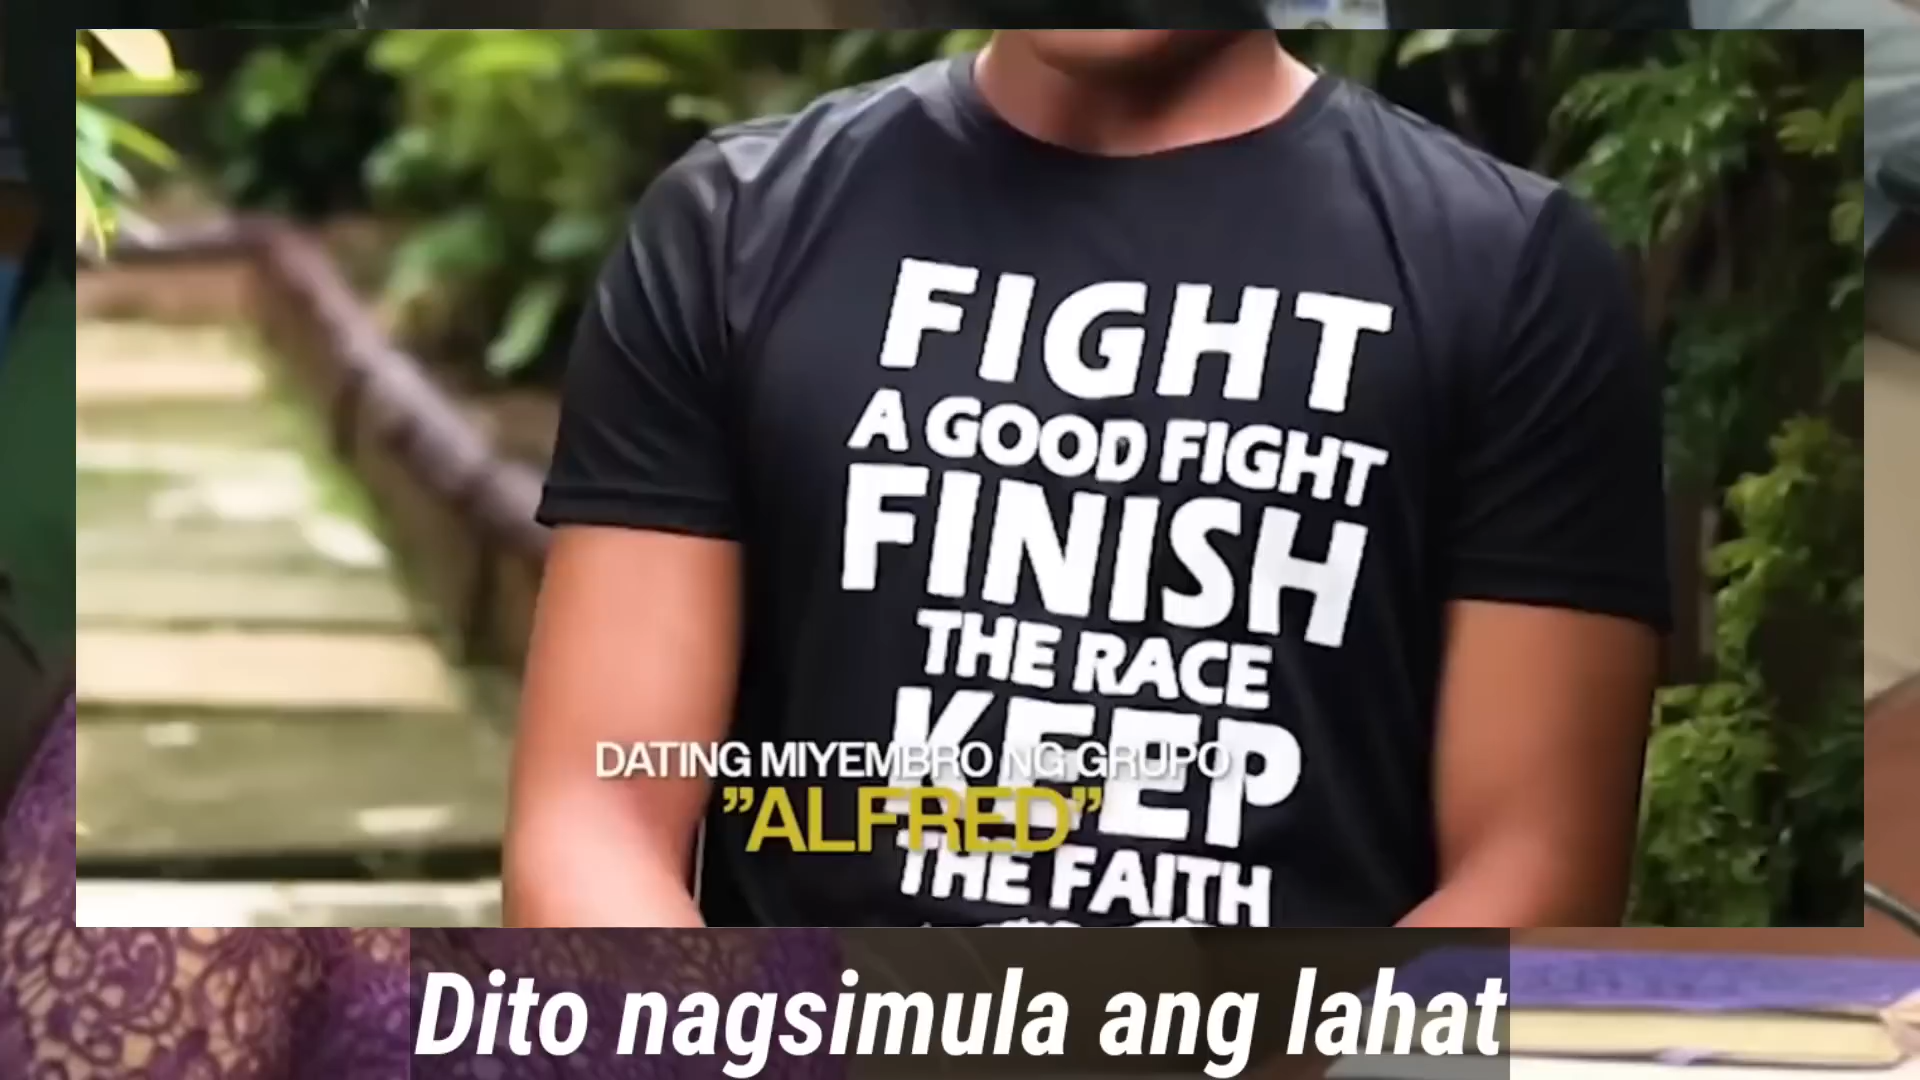 FIGHT
A GOOD FIGHT
FINISH
THE RACE
KEEP
DATING MIYEMBRO NG GRUPO
"ALFRED"
THE FAITH
Dito nagsimula ang lahat